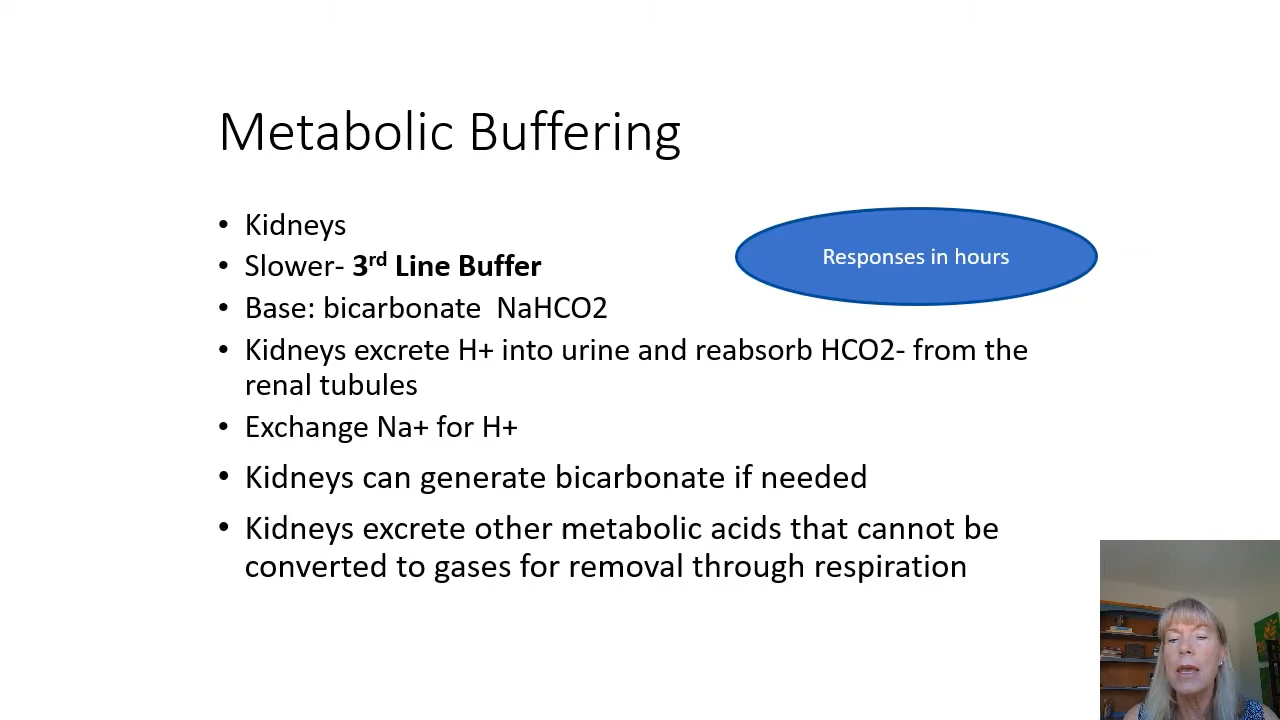 Metabolic Buffering
• Kidneys
• Slower- 3rd Line Buffer
• Base: bicarbonate  NaHCO2
• Kidneys excrete H+ into urine and reabsorb HCO2- from the
renal tubules
• Exchange Na+ for H+
• Kidneys can generate bicarbonate if needed
• Kidneys excrete other metabolic acids that cannot be
converted to gases for removal through respiration
Responses in hours